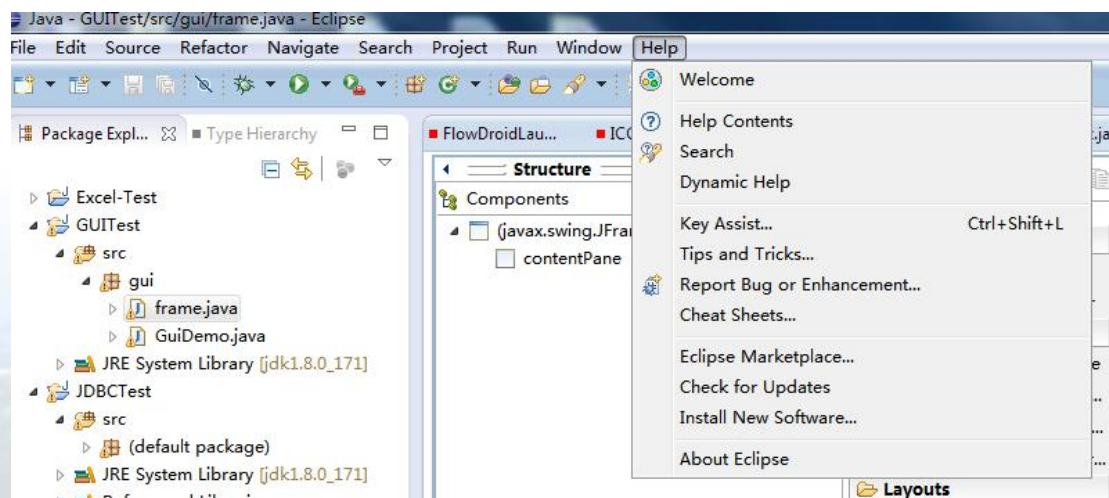 Java - GUITest/src/gui/frame.java - Eclipse
File Edit Source Refactor Navigate Search Project Run Window Help
Package Expl... Type Hierarchy
Excel-Test
GUITest
src
gui
frame.java
GuiDemo.java
JRE System Library [jdk1.8.0_171]
JDBCTest
src
(default package)
JRE System Library [jdk1.8.0_171]
FlowDroidLau...
Structure
Components
(javax.swing.JFra
contentPane
Welcome
Help Contents
Search
Dynamic Help
Key Assist... Ctrl+Shift+L
Tips and Tricks...
Report Bug or Enhancement...
Cheat Sheets...
Eclipse Marketplace...
Check for Updates
Install New Software...
About Eclipse
Layouts